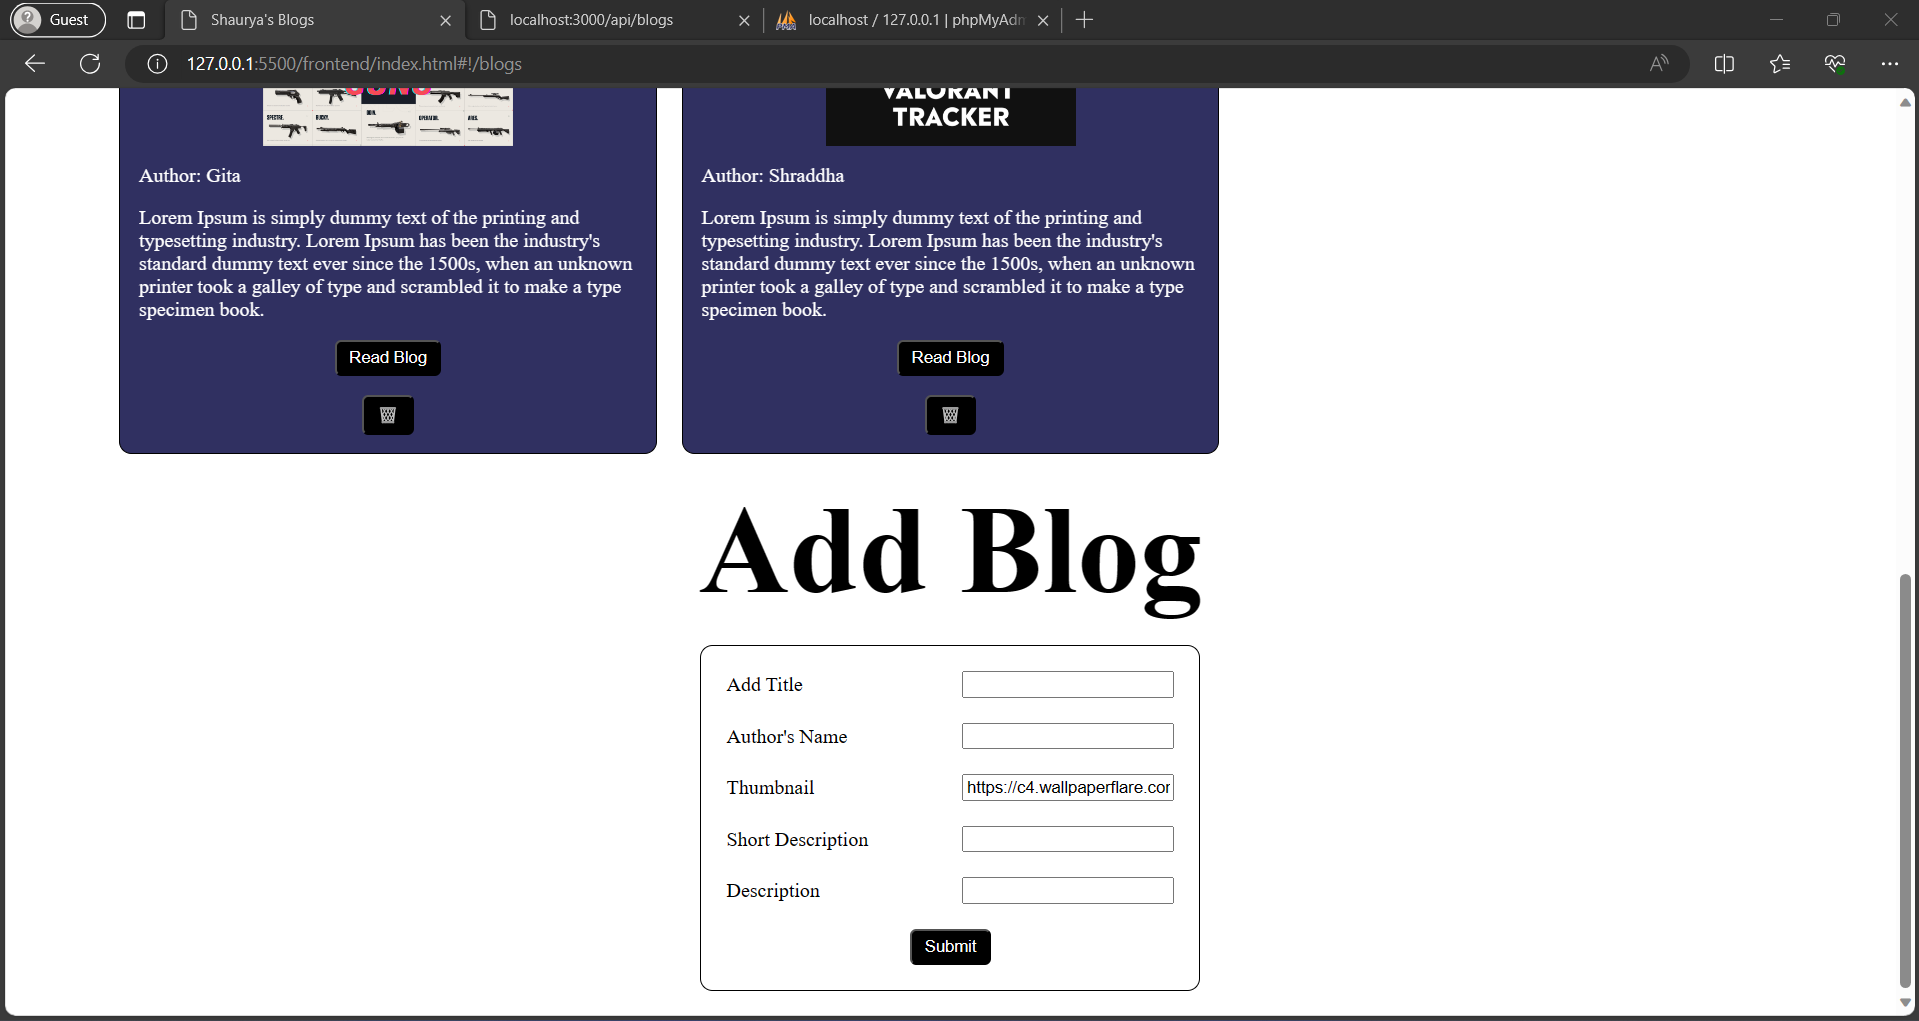 Guest
Shaurya's Blogs
localhost:3000/api/blogs
localhost / 127.0.0.1 | phpMyAdm
127.0.0.1:5500/frontend/index.html#!/blogs
GUNS
SPECTRE.
BUCKY.
ODIN.
OPERATOR.
ARES.
VALORANT
TRACKER
Author: Gita
Lorem Ipsum is simply dummy text of the printing and
typesetting industry. Lorem Ipsum has been the industry's
standard dummy text ever since the 1500s, when an unknown
printer took a galley of type and scrambled it to make a type
specimen book.
Read Blog
Author: Shraddha
Lorem Ipsum is simply dummy text of the printing and
typesetting industry. Lorem Ipsum has been the industry's
standard dummy text ever since the 1500s, when an unknown
printer took a galley of type and scrambled it to make a type
specimen book.
Read Blog
Add Blog
Add Title
Author's Name
Thumbnail
https://c4.wallpaperflare.cor
Short Description
Description
Submit